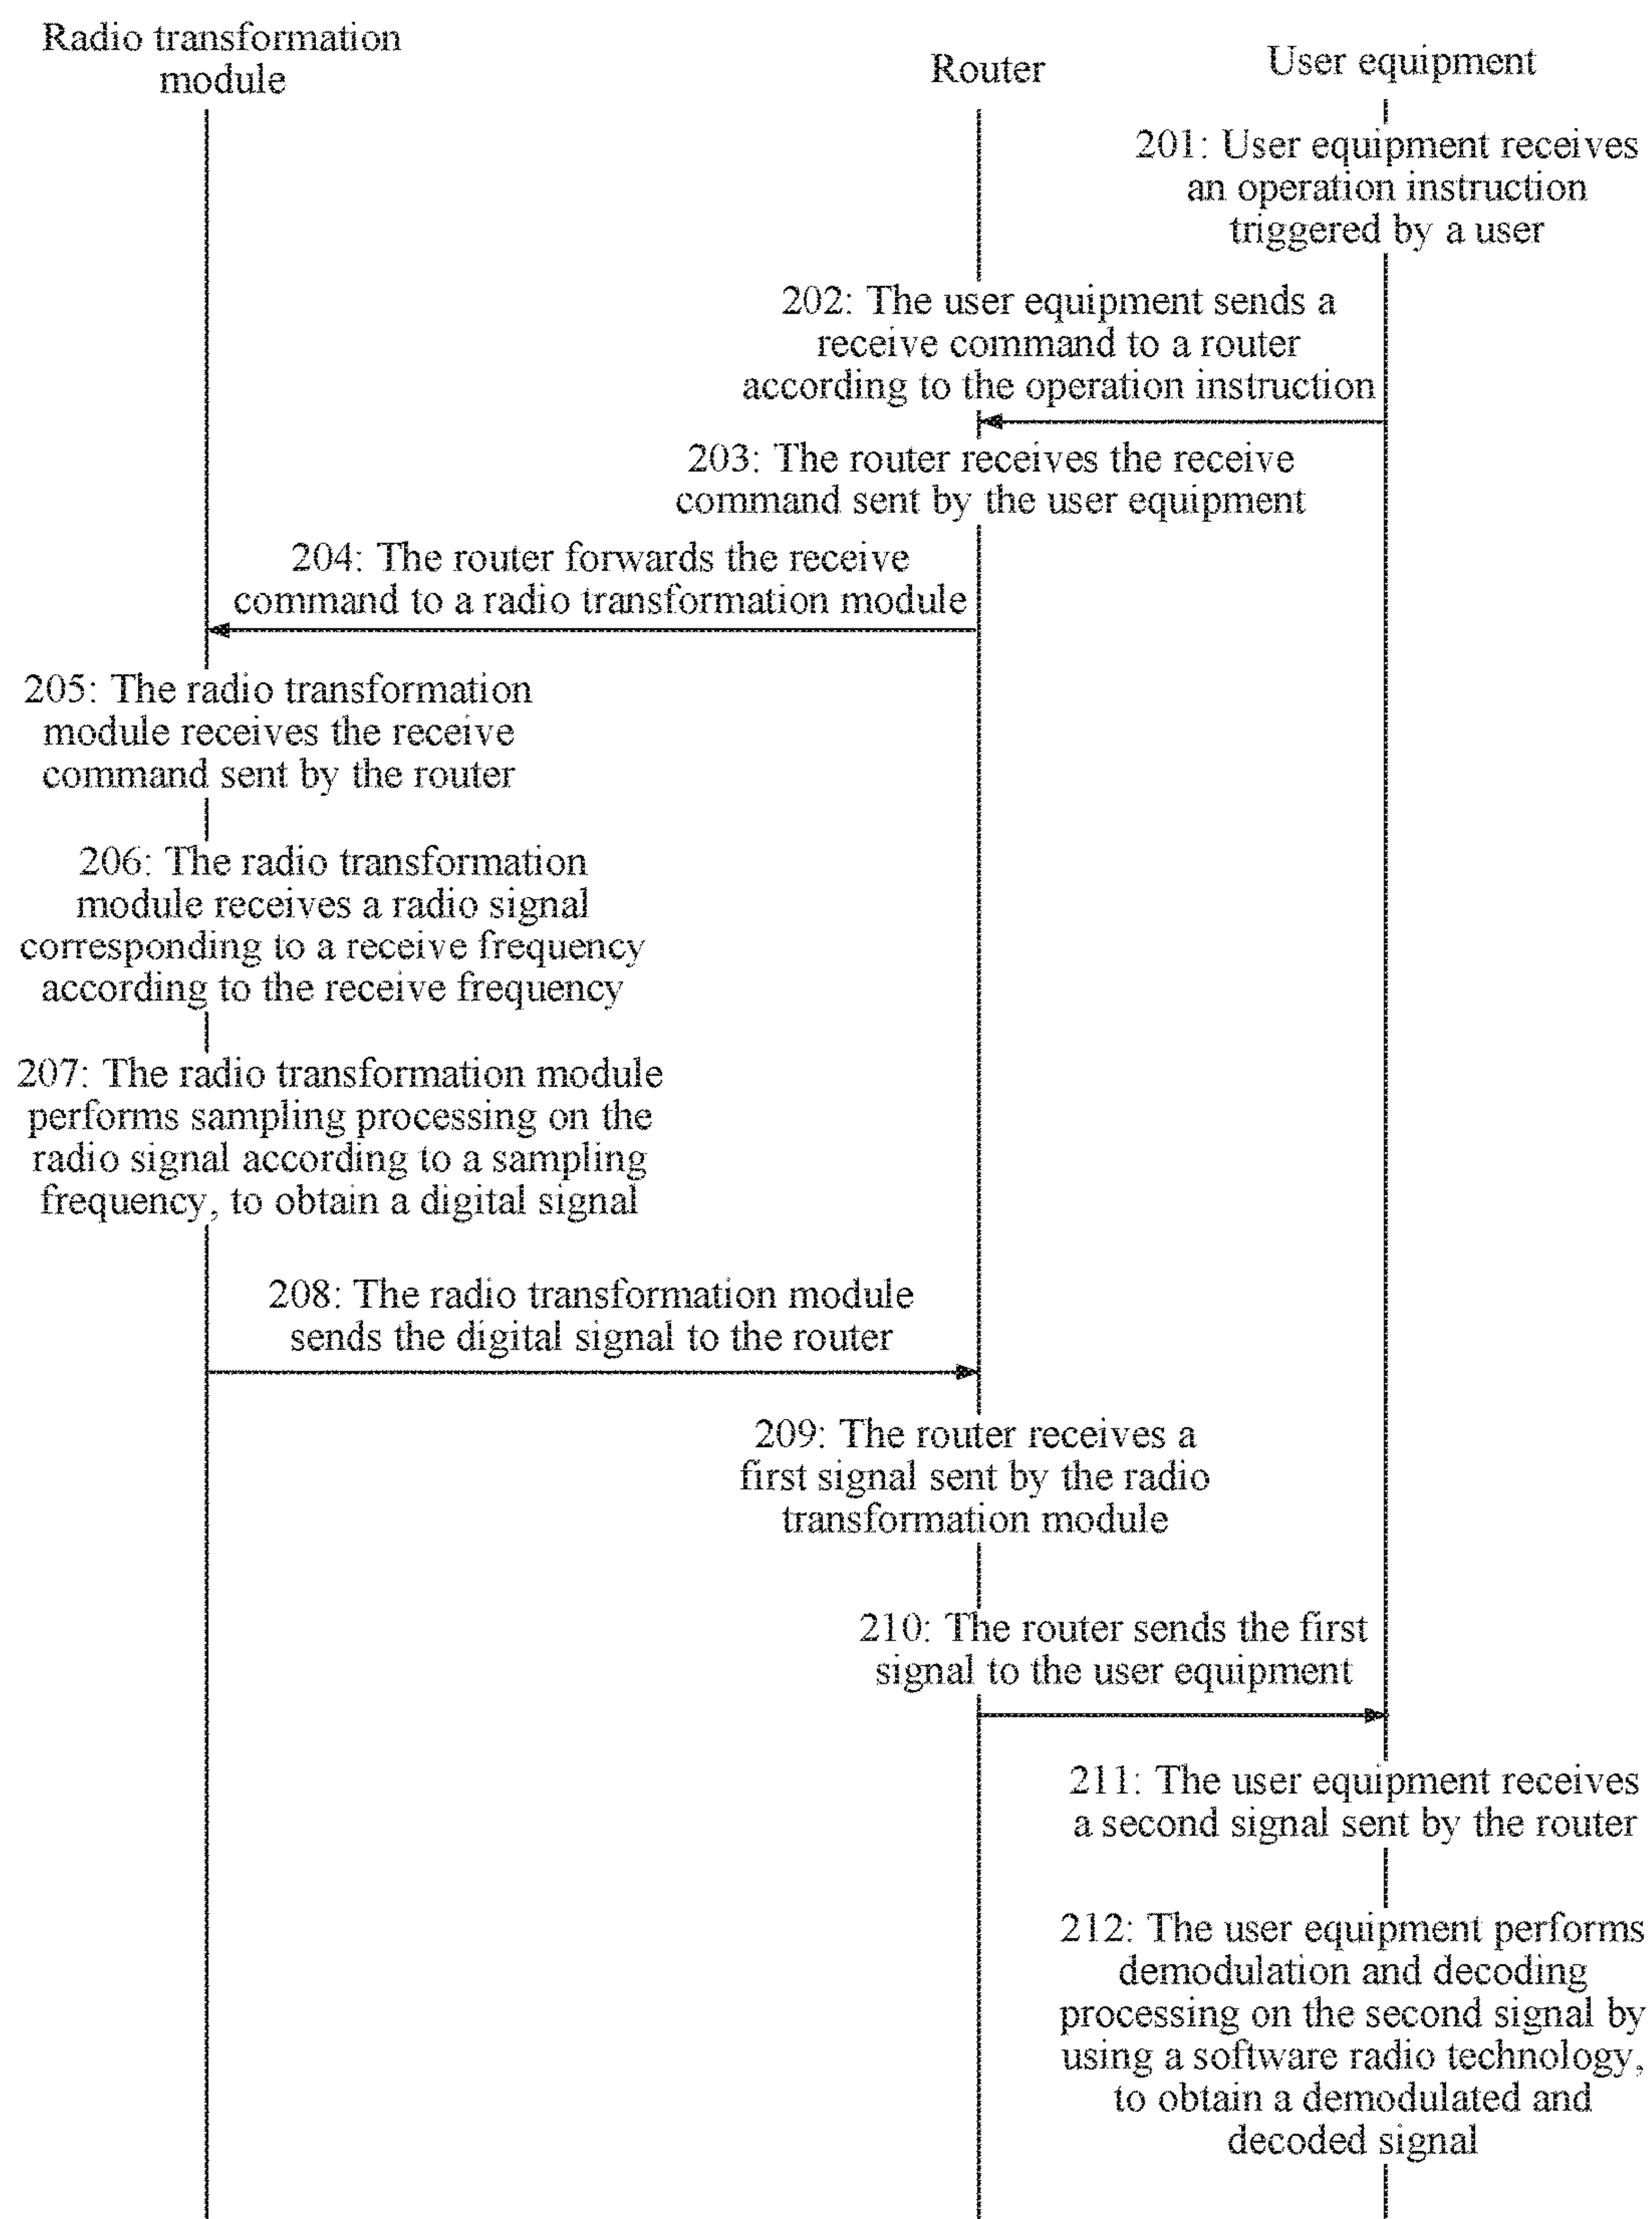 Radio transformation
module
Router
User equipment
201: User equipment receives
an operation instruction
triggered by a user
202: The user equipment sends a
receive command to a router
according to the operation instruction
203: The router receives the receive
command sent by the user equipment
204: The router forwards the receive
command to a radio transformation module
205: The radio transformation
module receives the receive
command sent by the router
206: The radio transformation
module receives a radio signal
corresponding to a receive frequency
according to the receive frequency
207: The radio transformation module
performs sampling processing on the
radio signal according to a sampling
frequency, to obtain a digital signal
208: The radio transformation module
sends the digital signal to the router
209: The router receives a
first signal sent by the radio
transformation module
210: The router sends the first
signal to the user equipment
211: The user equipment receives
a second signal sent by the router
212: The user equipment performs
demodulation and decoding
processing on the second signal by
using a software radio technology,
to obtain a demodulated and
decoded signal